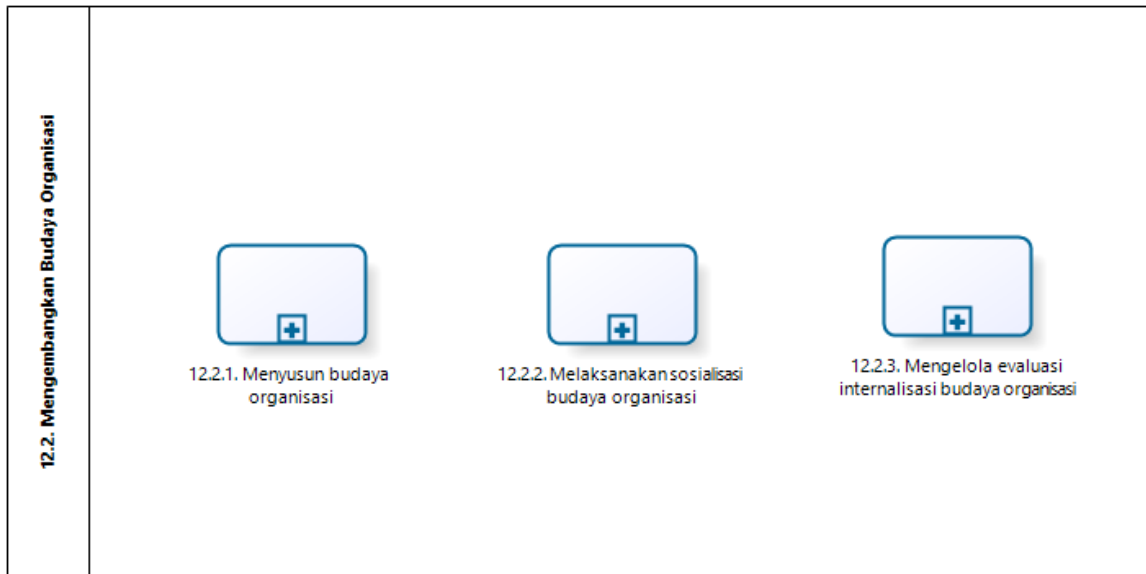 12.2. Mengembangkan Budaya Organisasi
12.2.1. Menyusun budaya
organisasi
12.2.2. Melaksanakan sosialisasi
budaya organisasi
12.2.3. Mengelola evaluasi
internalisasi budaya organisasi